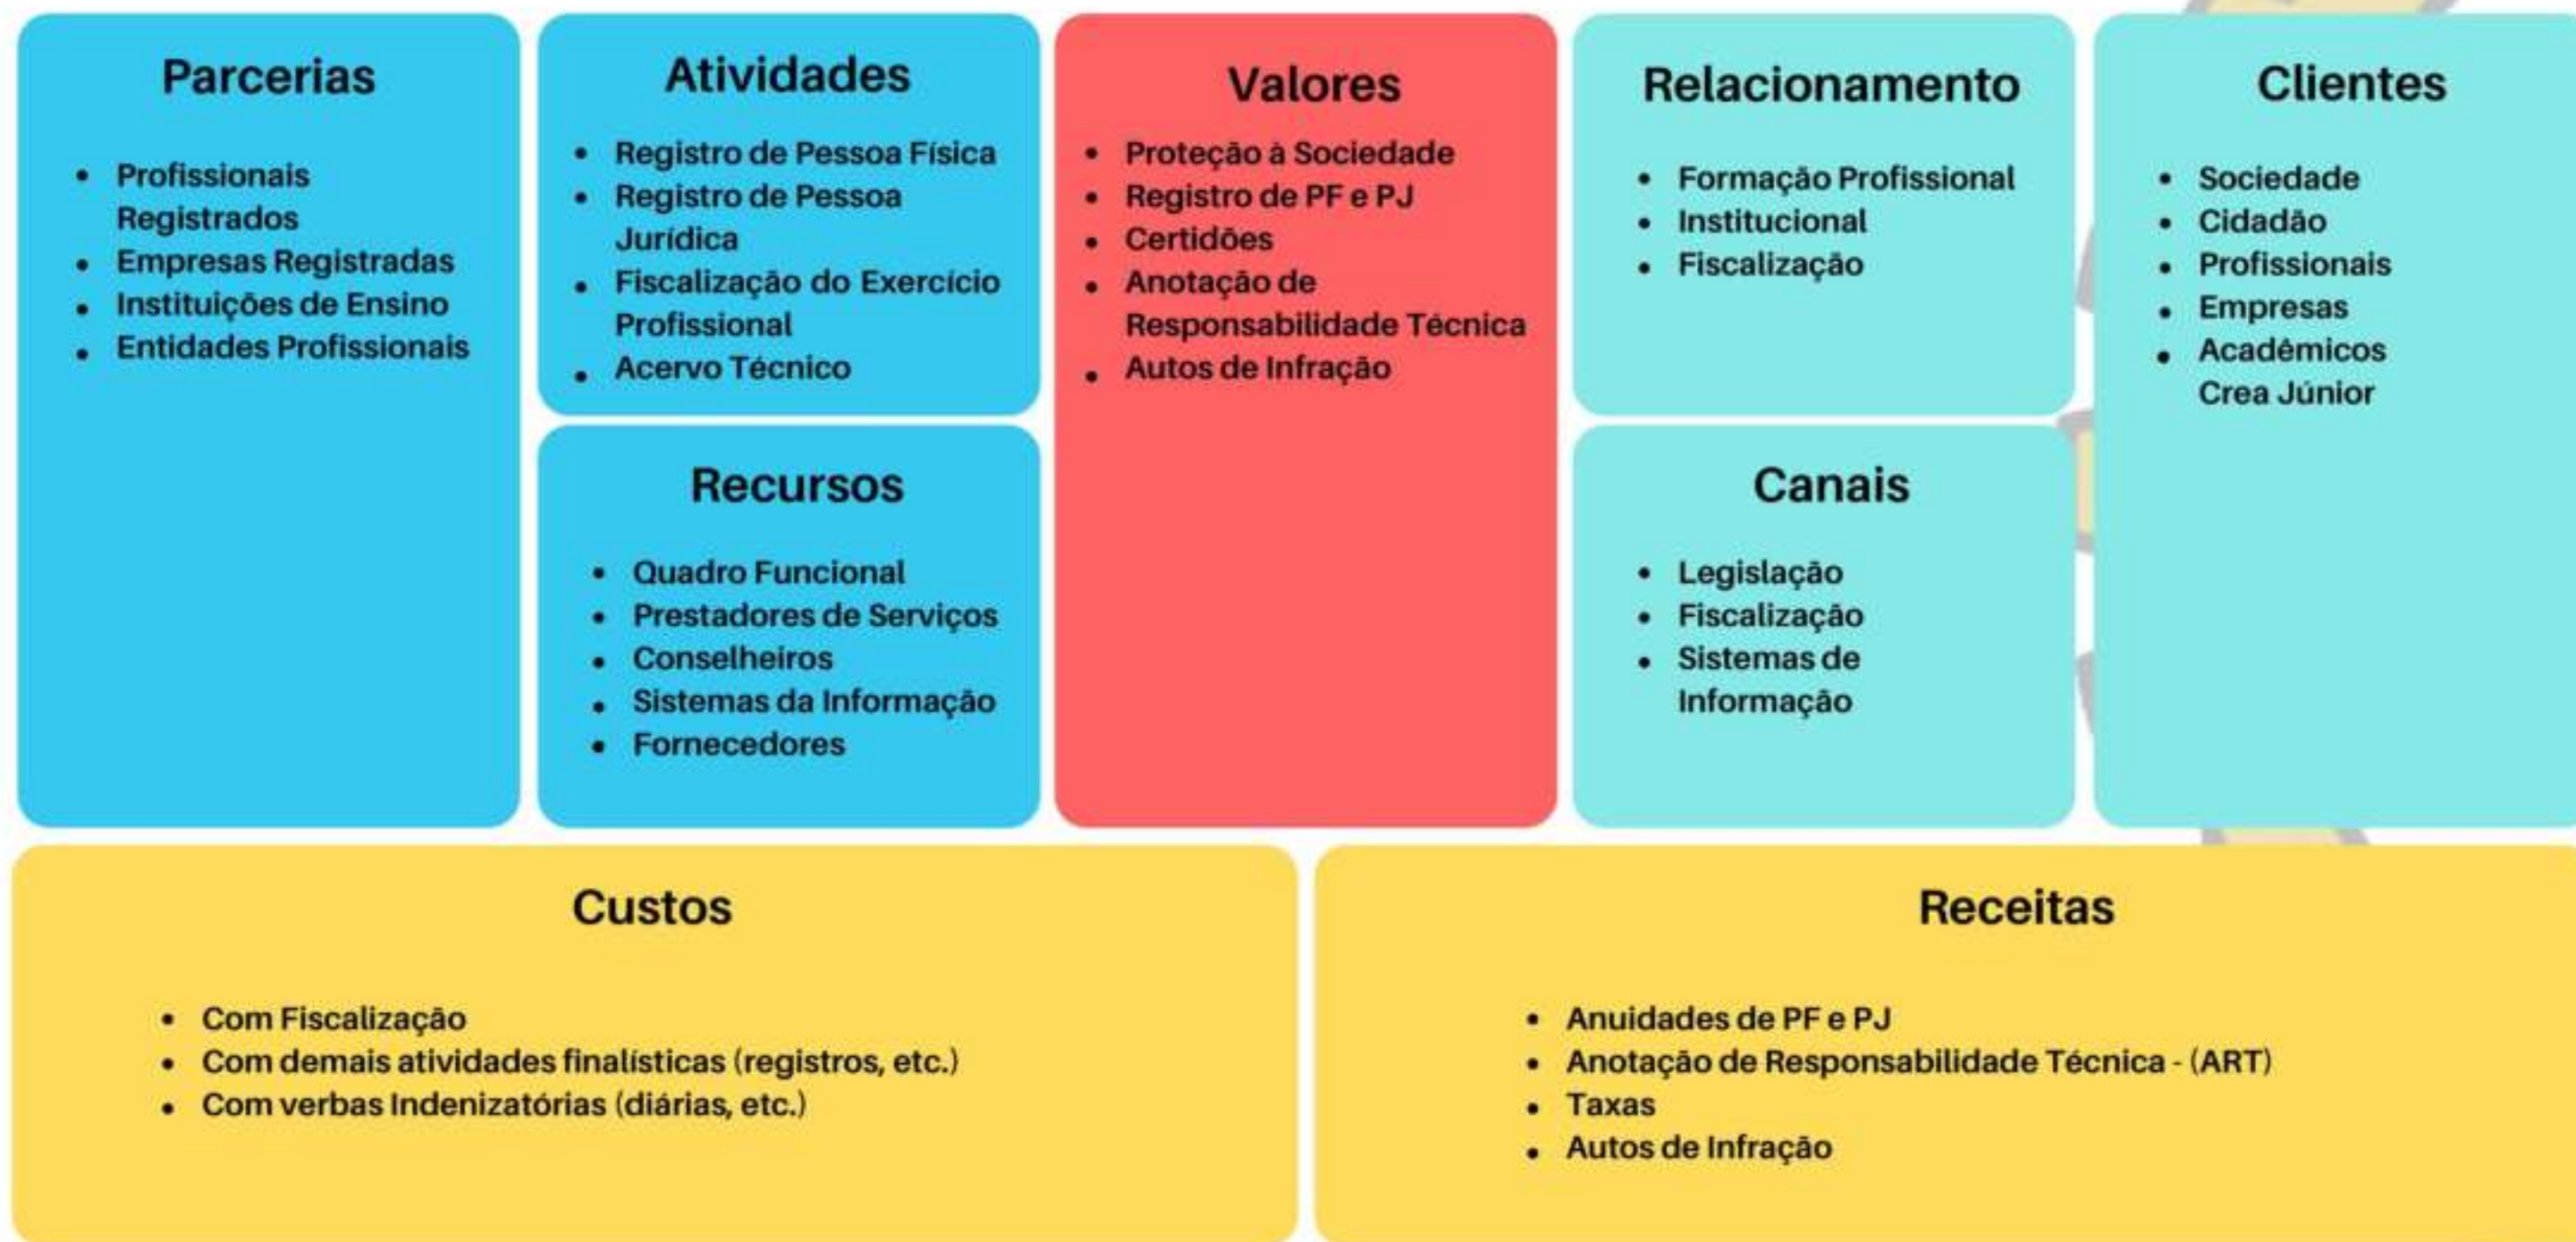 Parcerias
Profissionais
Registrados
Empresas Registradas
Instituições de Ensino
Entidades Profissionais
Atividades
Registro de Pessoa Física
Registro de Pessoa
Jurídica
Fiscalização do Exercício
Profissional
Acervo Técnico
Recursos
Quadro Funcional
Prestadores de Serviços
Conselheiros
Sistemas da Informação
Fornecedores
Valores
Proteção à Sociedade
Registro de PF e PJ
Certidões
Anotação de
Responsabilidade Técnica
Autos de Infração
Relacionamento
Formação Profissional
Institucional
Fiscalização
Canais
Legislação
Fiscalização
Sistemas de
Informação
Clientes
Sociedade
Cidadão
Profissionais
Empresas
Acadêmicos
Crea Júnior
Custos
Com Fiscalização
Com demais atividades finalísticas (registros, etc.)
Com verbas Indenizatórias (diárias, etc.)
Receitas
Anuidades de PF e PJ
Anotação de Responsabilidade Técnica - (ART)
Taxas
Autos de Infração